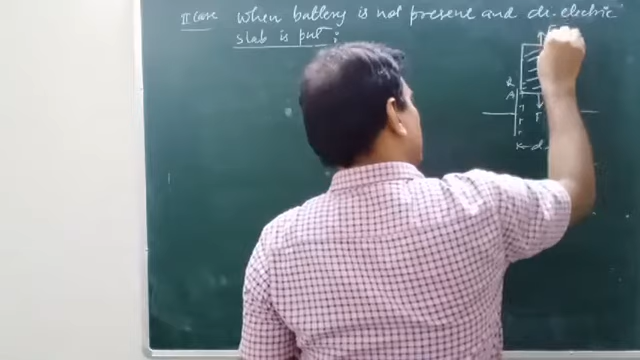 II Case when battery is not present and di-electric
slab is put :
K
A
F
d